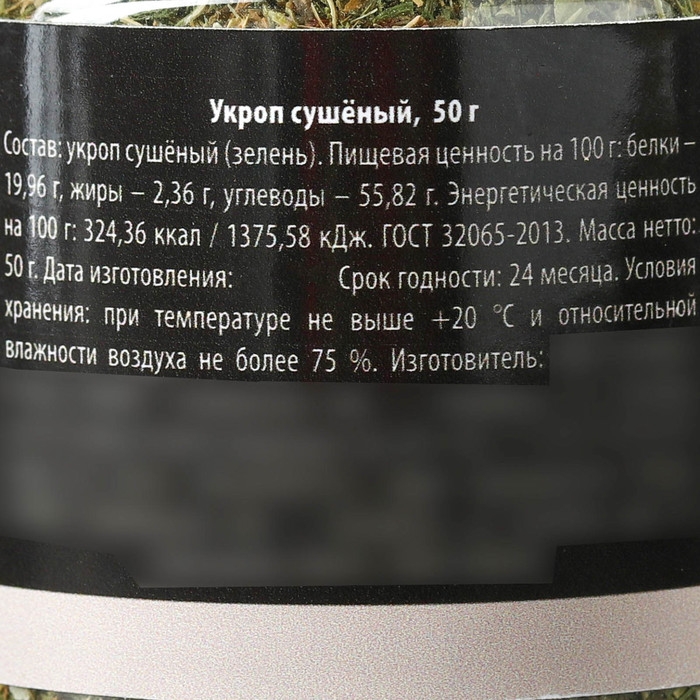 Укроп сушёный, 50 г
Состав: укроп сушёный (зелень). Пищевая ценность на 100 г: белки –
19,96 г, жиры – 2,36 г, углеводы – 55,82 г. Энергетическая ценность
на 100 г: 324,36 ккал / 1375,58 кДж. ГОСТ 32065-2013. Масса нетто:
50 г. Дата изготовления: Срок годности: 24 месяца. Условия
хранения: при температуре не выше +20 °C и относительной
влажности воздуха не более 75 %. Изготовитель: